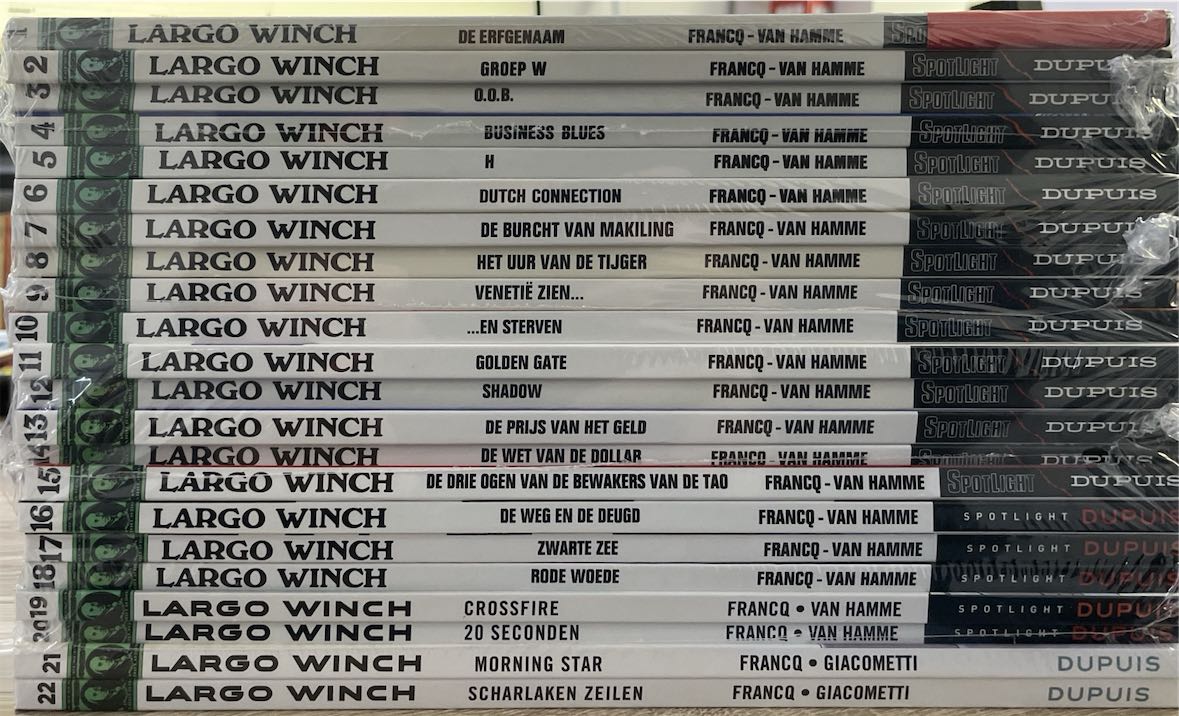 1 LARGO WINCH DE ERFGENAAM FRANCQ - VAN HAMME SPO
2 LARGO WINCH GROEP W FRANCQ - VAN HAMME SPOTLIGHT DUPU
3 LARGO WINCH O.O.B. FRANCQ - VAN HAMME SPOTLIGHT DUPU
4 LARGO WINCH BUSINESS BLUES FRANCQ - VAN HAMME SPOTLIGHT DUPUIS
5 LARGO WINCH H FRANCQ - VAN HAMME SPOTLIGHT DUPUIS
6 LARGO WINCH DUTCH CONNECTION FRANCQ - VAN HAMME SPOTLIGHT DUPUIS
7 LARGO WINCH DE BURCHT VAN MAKILING FRANCQ - VAN HAMME SPOTLIGHT DUPUIS
8 LARGO WINCH HET UUR VAN DE TIJGER FRANCQ - VAN HAMME SPOTLIGHT DUPUIS
9 LARGO WINCH VENETIË ZIEN... FRANCQ - VAN HAMME SPOTLIGHT DUPUIS
10 LARGO WINCH ...EN STERVEN FRANCQ - VAN HAMME SPOTLIGHT DUPUIS
11 LARGO WINCH GOLDEN GATE FRANCQ - VAN HAMME SPOTLIGHT DUPUIS
12 LARGO WINCH SHADOW FRANCQ - VAN HAMME SPOTLIGHT DUPUIS
13 LARGO WINCH DE PRIJS VAN HET GELD FRANCQ - VAN HAMME SPOTLIGHT DUPUIS
14 LARGO WINCH DE WET VAN DE DOLLAR FRANCQ - VAN HAMME SPOTLIGHT DUPUIS
15 LARGO WINCH DE DRIE OGEN VAN DE BEWAKERS VAN DE TAO FRANCQ - VAN HAMME SPOTLIGHT DUPUIS
16 LARGO WINCH DE WEG EN DE DEUGD FRANCQ - VAN HAMME SPOTLIGHT DUPUIS
17 LARGO WINCH ZWARTE ZEE FRANCQ - VAN HAMME SPOTLIGHT DUPUIS
18 LARGO WINCH RODE WOEDE FRANCQ - VAN HAMME SPOTLIGHT DUPUIS
19 LARGO WINCH CROSSFIRE FRANCQ • VAN HAMME SPOTLIGHT DUPUIS
20 LARGO WINCH 20 SECONDEN FRANCQ • VAN HAMME SPOTLIGHT DUPUIS
21 LARGO WINCH MORNING STAR FRANCQ • GIACOMETTI DUPUIS
22 LARGO WINCH SCHARLAKEN ZEILEN FRANCQ • GIACOMETTI DUPUIS